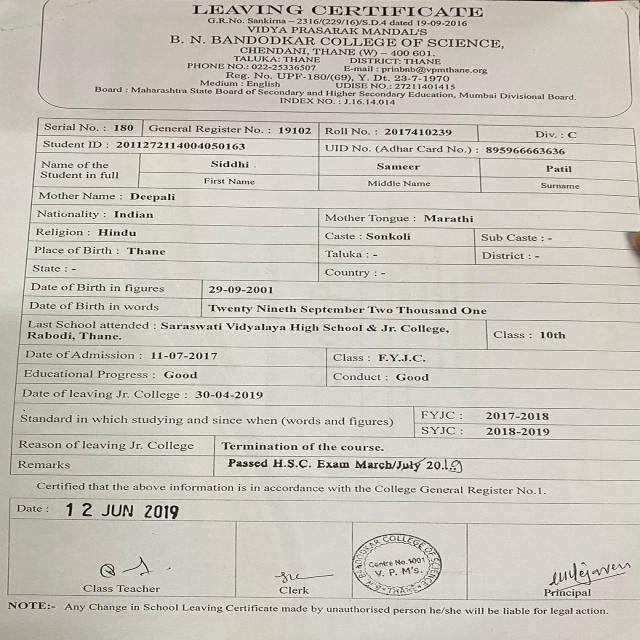 LEAVING CERTIFICATE
G.R.No. Sankirna – 2316/(229/16)/S.D.4 dated 19-09-2016
VIDYA PRASARAK MANDAL'S
B. N. BANDODKAR COLLEGE OF SCIENCE,
CHENDANI, THANE (W) – 400 601.
TALUKA: THANE DISTRICT: THANE
PHONE NO.: 022-25336507 E-mail : prinbnb@vpmthane.org
Reg. No. UPF-180/(69), Y. Dt. 23-7-1970
Medium : English UDISE NO.: 27211401415
Board : Maharashtra State Board of Secondary and Higher Secondary Education, Mumbai Divisional Board.
INDEX NO. : J.16.14.014
Serial No. : 180 General Register No. : 19102 Roll No. : 2017410239 Div. : C
Student ID : 2011272114004050163 UID No. (Adhar Card No.) : 895966663636
Name of the Student in full Siddhi Sameer Patil
First Name Middle Name Surname
Mother Name : Deepali
Nationality : Indian Mother Tongue : Marathi
Religion : Hindu Caste : Sonkoli Sub Caste : -
Place of Birth : Thane Taluka : - District : -
State : - Country : -
Date of Birth in figures 29-09-2001
Date of Birth in words Twenty Nineth September Two Thousand One
Last School attended : Saraswati Vidyalaya High School & Jr. College, Class : 10th
Rabodi, Thane.
Date of Admission : 11-07-2017 Class : F.Y.J.C.
Educational Progress : Good Conduct : Good
Date of leaving Jr. College : 30-04-2019
Standard in which studying and since when (words and figures) FYJC : 2017-2018
SYJC : 2018-2019
Reason of leaving Jr. College Termination of the course.
Remarks Passed H.S.C. Exam March/July 2019
Certified that the above information is in accordance with the College General Register No.1.
Date : 12 JUN 2019
B. N. BANDODKAR COLLEGE OF SCIENCE
Centre No.1001
V. P. M's.
THANE
Class Teacher Clerk Principal
NOTE:- Any Change in School Leaving Certificate made by unauthorised person he/she will be liable for legal action.